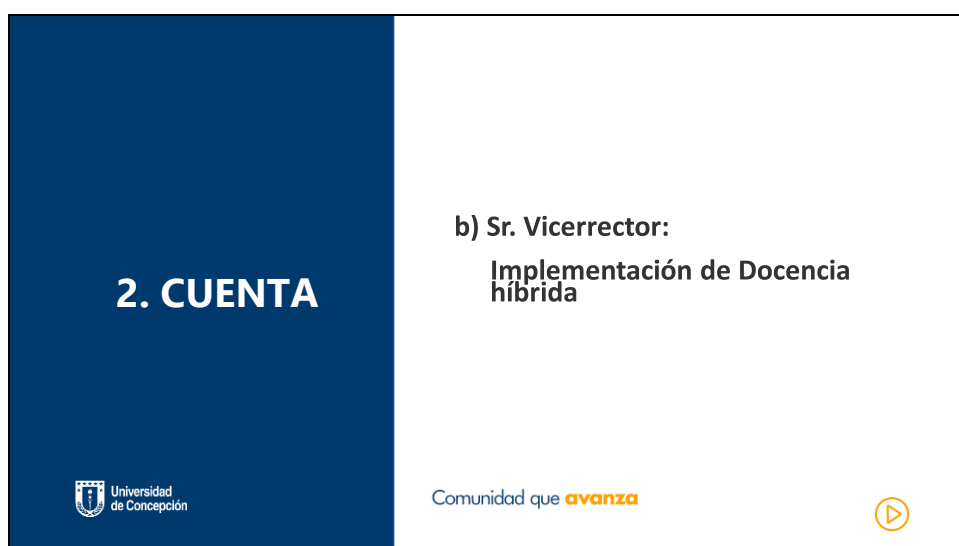 2. CUENTA
b) Sr. Vicerrector:
Implementación de Docencia
híbrida
Universidad
de Concepción
Comunidad que avanza